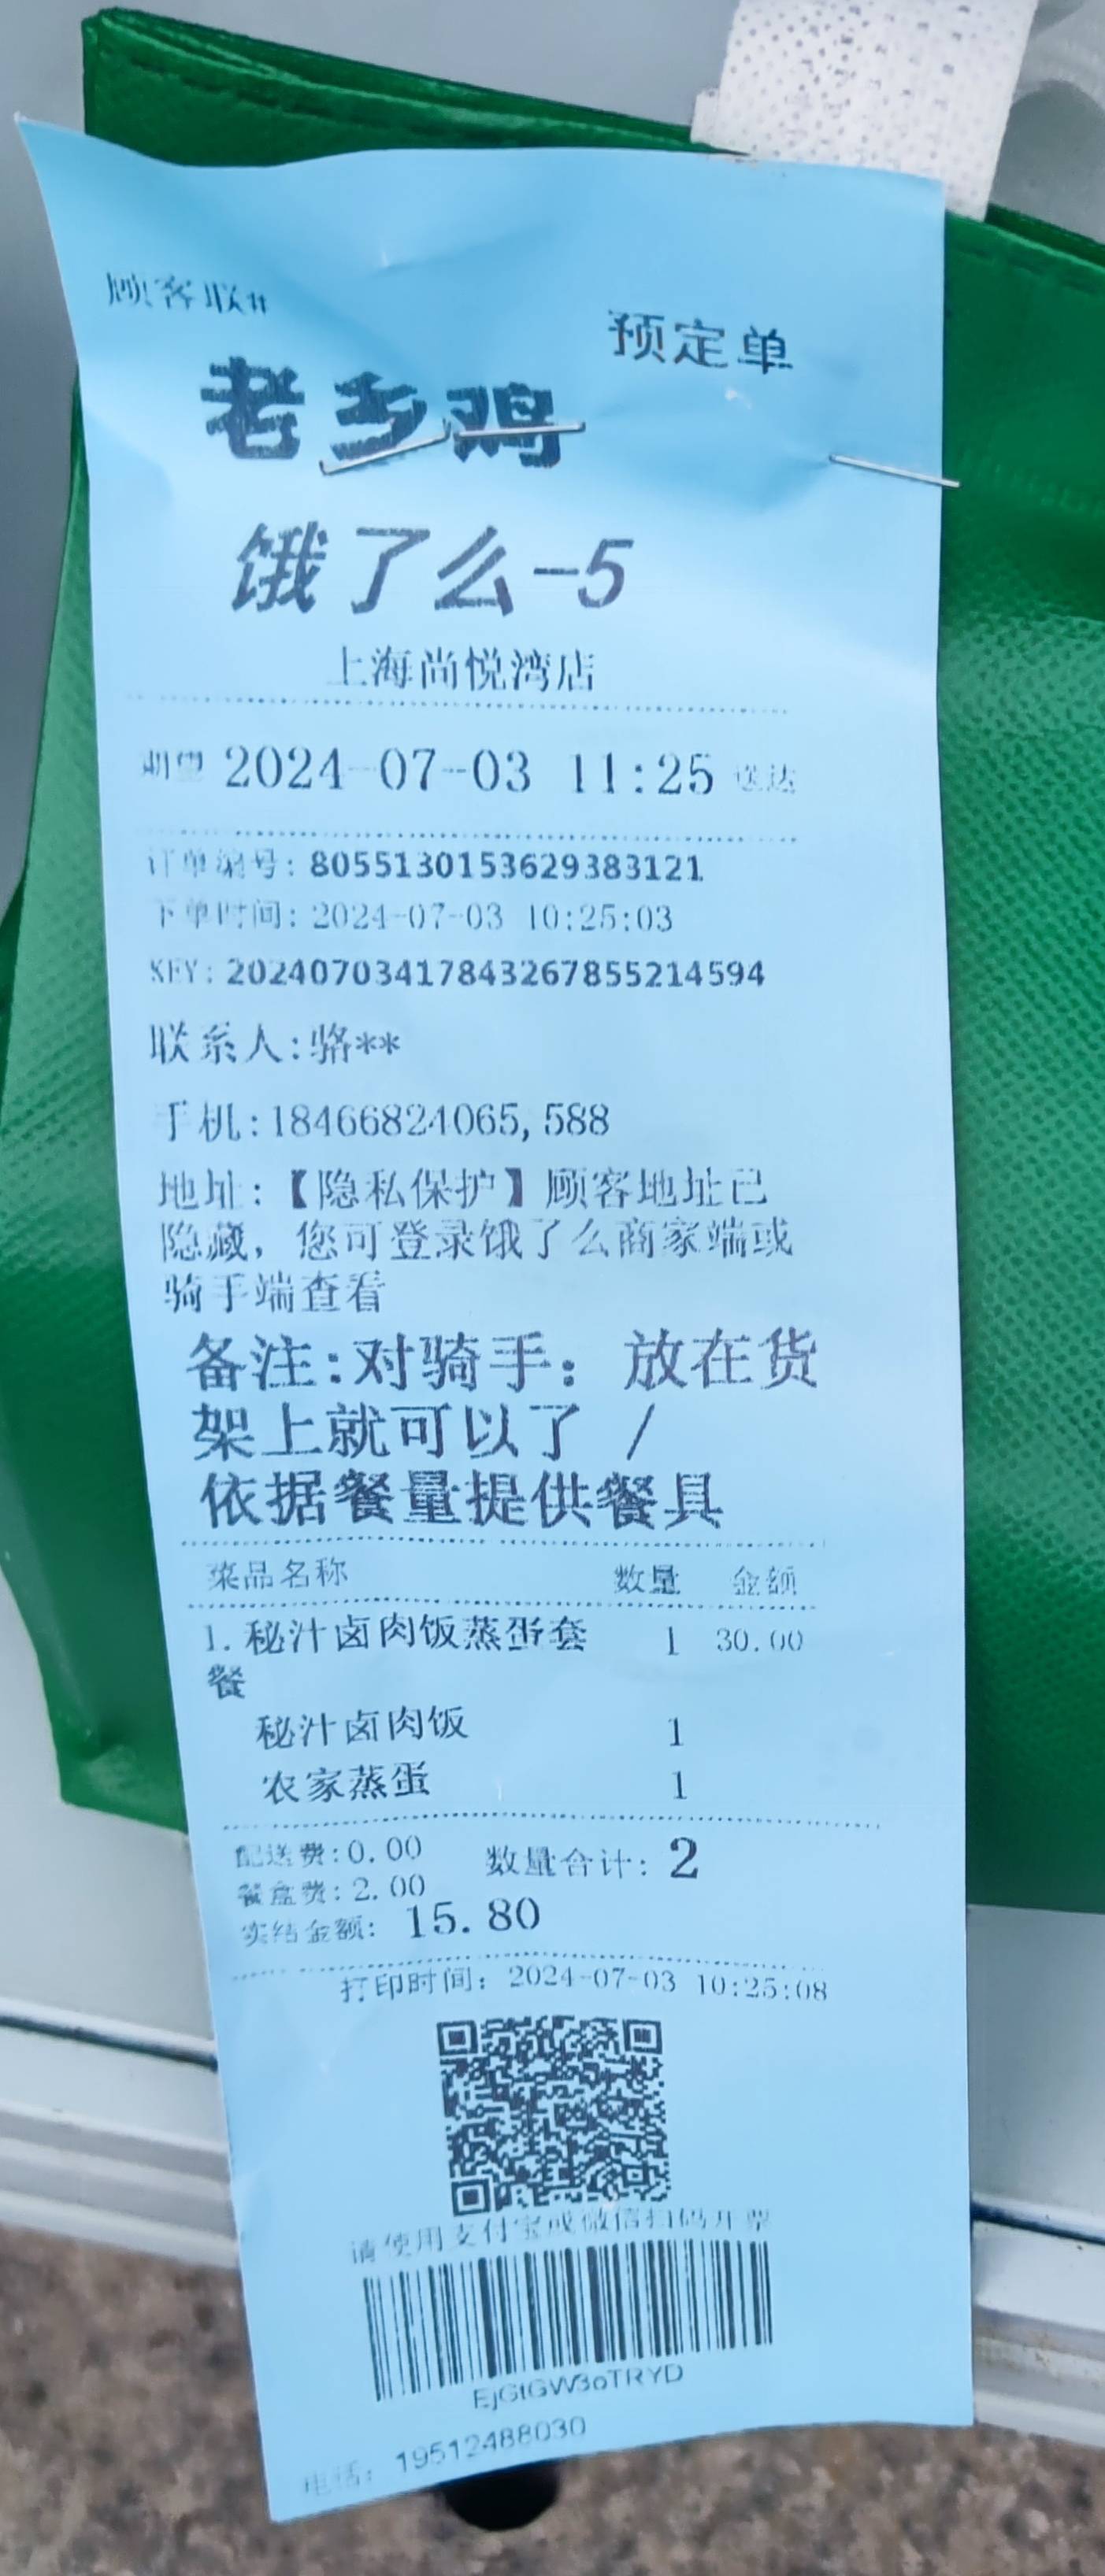 顾客联#
预定单
老乡鸡
饿了么-5
上海尚悦湾店
期望 2024-07-03 11:25 送达
订单编号: 8055130153629383121
下单时间: 2024-07-03 10:25:03
KEY: 2024070341784326785521 4594
联系人:骆**
手机:18466824065,588
地址:【隐私保护】顾客地址已
隐藏, 您可登录饿了么商家端或
骑手端查看
备注:对骑手: 放在货
架上就可以了 /
依据餐量提供餐具
菜品名称 数量 金额
1. 秘汁卤肉饭蒸蛋套 1 30.00
餐
秘汁卤肉饭 1
农家蒸蛋 1
配送费:0.00 数量合计: 2
餐盒费:2.00
实结金额: 15.80
打印时间: 2024-07-03 10:25:08
请使用支付宝或微信扫码开票
EjGtGW3oTRYD
电话: 19512488030